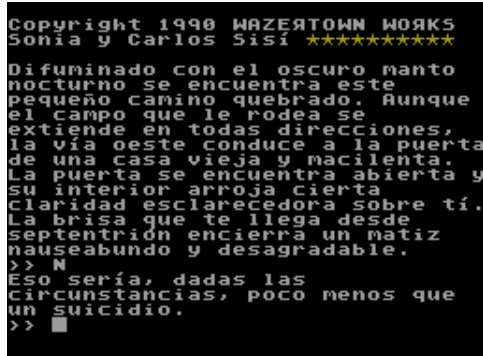 Copyright 1990 WAZEЯTOWN WOЯKS
Sonia y Carlos Sisí **********
Difuminado con el oscuro manto
nocturno se encuentra este
pequeño camino quebrado. Aunque
el campo que le rodea se
extiende en todas direcciones,
la vía oeste conduce a la puerta
de una casa vieja y macilenta.
La puerta se encuentra abierta y
su interior arroja cierta
claridad esclarecedora sobre tí.
La brisa que te llega desde
septentrión encierra un matiz
nauseabundo y desagradable.
>> N
Eso sería, dadas las
circunstancias, poco menos que
un suicidio.
>>